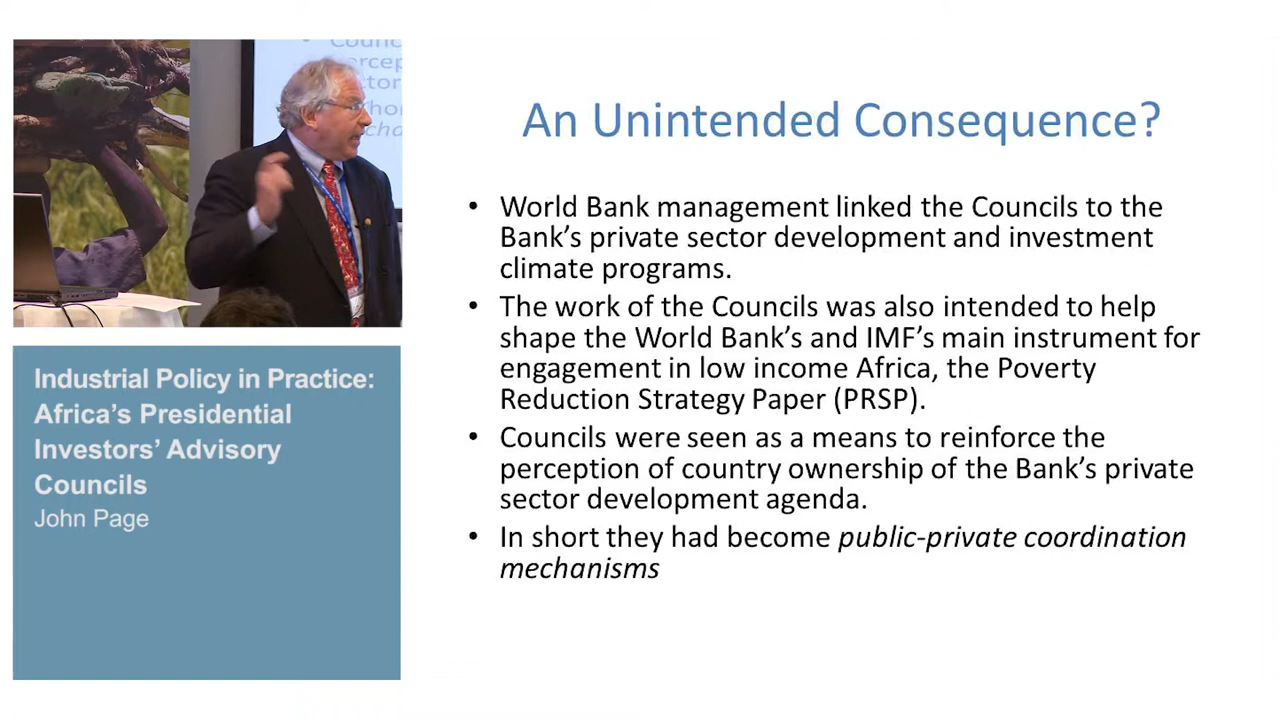 An Unintended Consequence?
• World Bank management linked the Councils to the
Bank's private sector development and investment
climate programs.
• The work of the Councils was also intended to help
shape the World Bank's and IMF's main instrument for
engagement in low income Africa, the Poverty
Reduction Strategy Paper (PRSP).
• Councils were seen as a means to reinforce the
perception of country ownership of the Bank's private
sector development agenda.
• In short they had become public-private coordination
mechanisms
Industrial Policy in Practice:
Africa's Presidential
Investors' Advisory
Councils
John Page